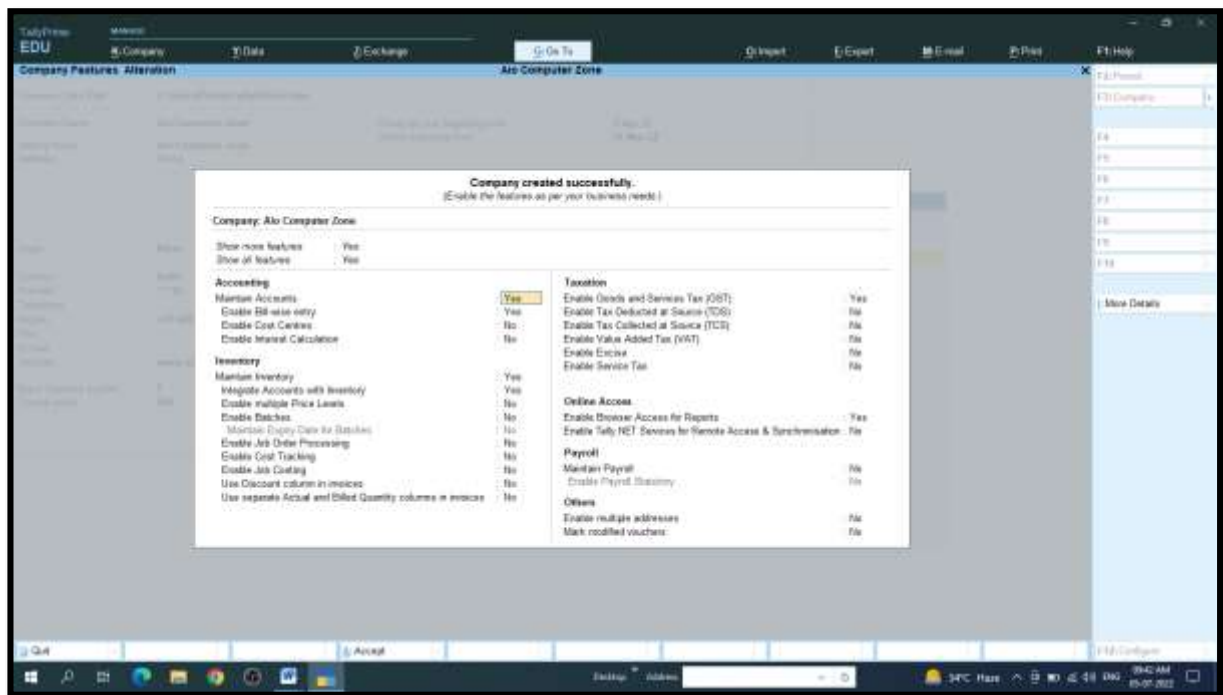 TallyPrime
EDU
MANAGE
K:Company
Y:Data
Z:Exchange
G:Go To
O:Import
E:Export
M:E-mail
P:Print
F1:Help
Company Features Alteration
Alo Computer Zone
Company created successfully.
(Enable the features as per your business needs.)
Company: Alo Computer Zone
Show more features : Yes
Show all features : Yes
Accounting
Maintain Accounts : Yes
Enable Bill-wise entry : Yes
Enable Cost Centres : No
Enable Interest Calculation : No
Inventory
Maintain Inventory : Yes
Integrate Accounts with Inventory : Yes
Enable multiple Price Levels : No
Enable Batches : No
Maintain Expiry Date for Batches : No
Enable Job Order Processing : No
Enable Cost Tracking : No
Enable Job Costing : No
Use Discount column in invoices : No
Use separate Actual and Billed Quantity columns in invoices : No
Taxation
Enable Goods and Services Tax (GST) : Yes
Enable Tax Deducted at Source (TDS) : No
Enable Tax Collected at Source (TCS) : No
Enable Value Added Tax (VAT) : No
Enable Excise : No
Enable Service Tax : No
Online Access
Enable Browser Access for Reports : Yes
Enable Tally.NET Services for Remote Access & Synchronisation : No
Payroll
Maintain Payroll : No
Enable Payroll Statutory : No
Others
Enable multiple addresses : No
Mark modified vouchers : No
F2:Period
F3:Company
F4
F5
F6
F7
F8
F9
F10
: More Details
F12:Configure
Q:Quit
A:Accept
Desktop
Address
34°C Haze
ENG
09:42 AM
05-07-2022